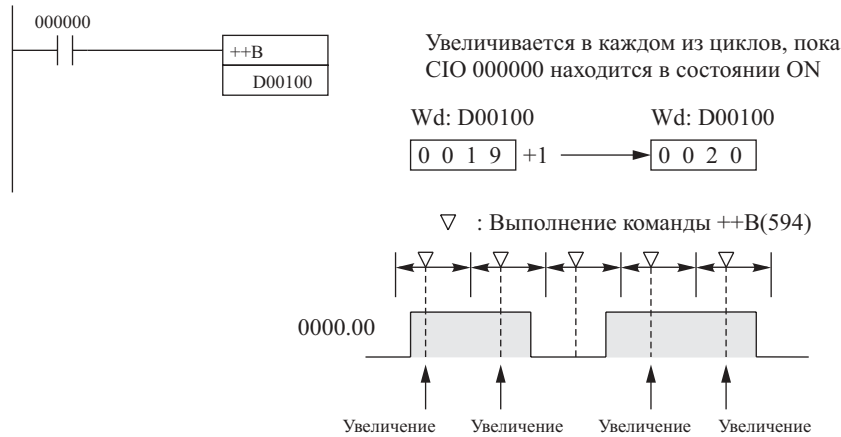 000000
++B
D00100
Увеличивается в каждом из циклов, пока
CIO 000000 находится в состоянии ON
Wd: D00100 Wd: D00100
0 0 1 9 +1 0 0 2 0
: Выполнение команды ++B(594)
0000.00
Увеличение Увеличение Увеличение Увеличение